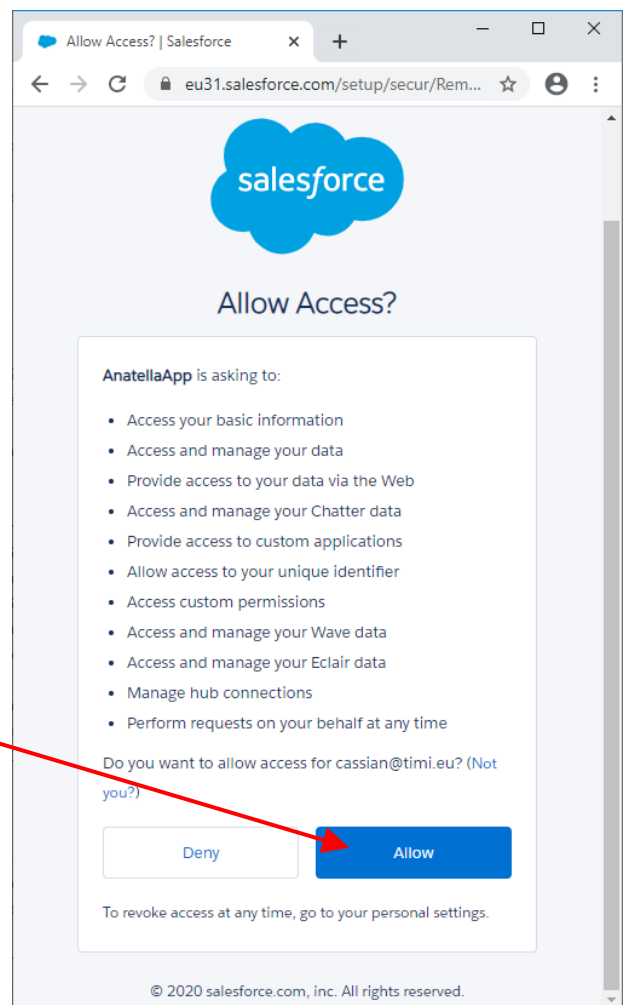 Allow Access? | Salesforce
eu31.salesforce.com/setup/secur/Rem...
salesforce
Allow Access?
AnatellaApp is asking to:
• Access your basic information
• Access and manage your data
• Provide access to your data via the Web
• Access and manage your Chatter data
• Provide access to custom applications
• Allow access to your unique identifier
• Access custom permissions
• Access and manage your Wave data
• Access and manage your Eclair data
• Manage hub connections
• Perform requests on your behalf at any time
Do you want to allow access for cassian@timi.eu? (Not
you?)
Deny Allow
To revoke access at any time, go to your personal settings.
© 2020 salesforce.com, inc. All rights reserved.